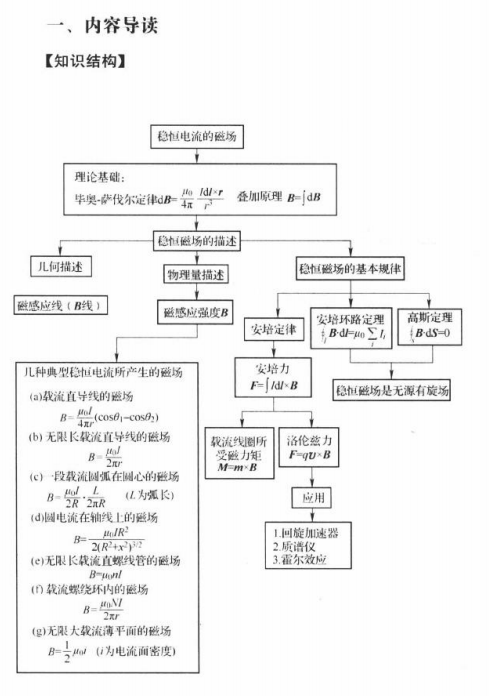 一、内容导读
【知识结构】
稳恒电流的磁场
理论基础：
毕奥-萨伐尔定律dB=μ₀/4π Idl×r/r³ 叠加原理 B=∫dB
稳恒磁场的描述
几何描述
物理量描述
稳恒磁场的基本规律
磁感应线（B线）
磁感应强度B
安培定律
安培环路定理
∮B·dl=μ₀∑Iᵢ
高斯定理
∮B·dS=0
稳恒磁场是无源有旋场
安培力
F=∫Idl×B
载流线圈所
受磁力矩
M=m×B
洛伦兹力
F=qv×B
应用
1.回旋加速器
2.质谱仪
3.霍尔效应
几种典型稳恒电流所产生的磁场
(a)载流直导线的磁场
B=μ₀I/4πr(cosθ₁-cosθ₂)
(b)无限长载流直导线的磁场
B=μ₀I/2πr
(c)一段载流圆弧在圆心的磁场
B=μ₀I/2R·L/2πR （L为弧长）
(d)圆电流在轴线上的磁场
B=μ₀IR²/2(R²+x²)^3/2
(e)无限长载流直螺线管的磁场
B=μ₀nI
(f)载流螺绕环内的磁场
B=μ₀NI/2πr
(g)无限大载流薄平面的磁场
B=1/2 μ₀i （i为电流面密度）